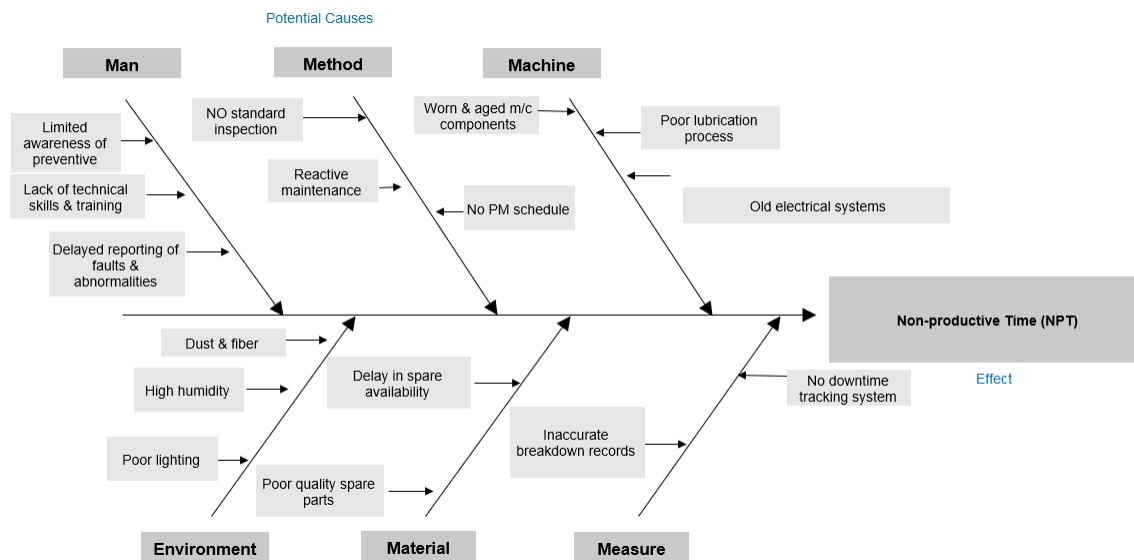 Potential Causes
Man
Method
Machine
Limited
awareness of
preventive
Lack of technical
skills & training
Delayed reporting of
faults &
abnormalities
NO standard
inspection
Reactive
maintenance
No PM schedule
Worn & aged m/c
components
Poor lubrication
process
Old electrical systems
Non-productive Time (NPT)
Effect
Dust & fiber
High humidity
Poor lighting
Delay in spare
availability
Poor quality spare
parts
No downtime
tracking system
Inaccurate
breakdown records
Environment
Material
Measure